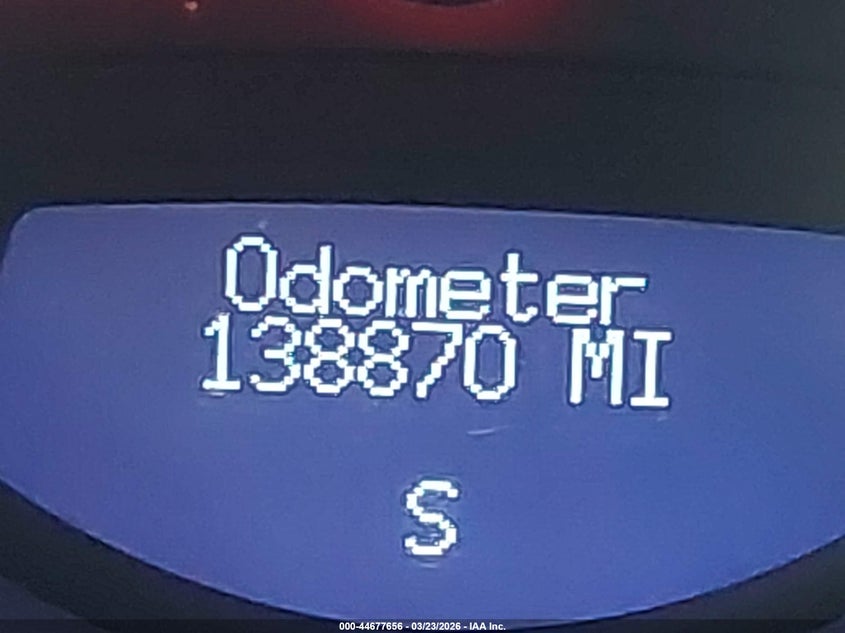 Odometer
138870 MI
S
000-44677656 - 03/23/2026 - IAA Inc.